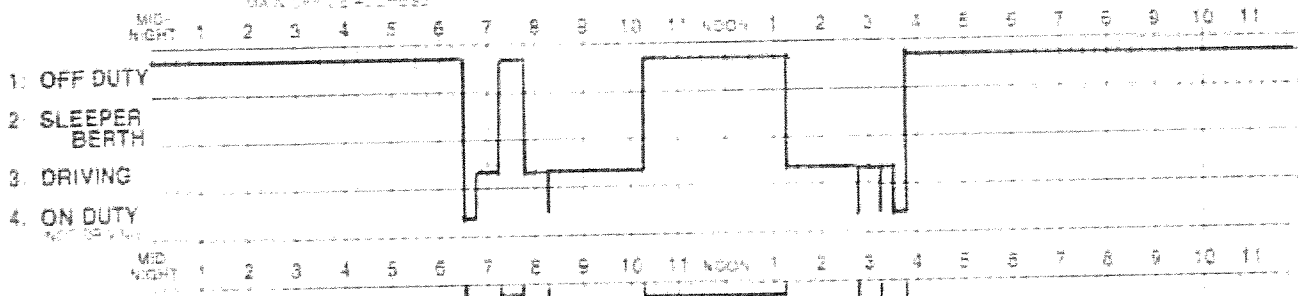 MID-
NIGHT 1 2 3 4 5 6 7 8 9 10 11 NOON 1 2 3 4 5 6 7 8 9 10 11
1. OFF DUTY
2. SLEEPER
BERTH
3. DRIVING
4. ON DUTY
MID
NIGHT 1 2 3 4 5 6 7 8 9 10 11 NOON 1 2 3 4 5 6 7 8 9 10 11